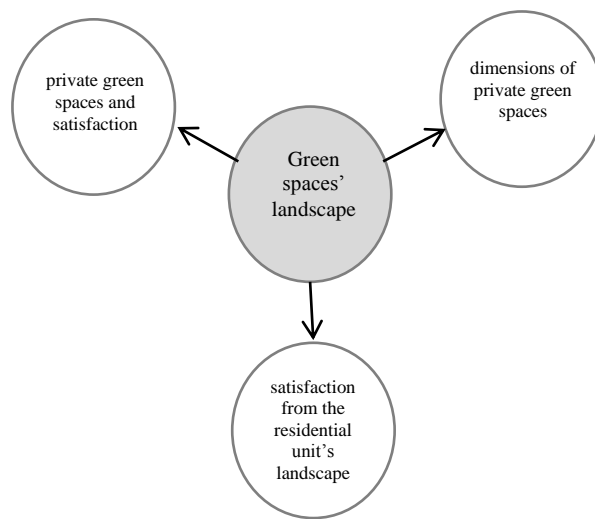 private green
spaces and
satisfaction
dimensions of
private green
spaces
Green
spaces’
landscape
satisfaction
from the
residential
unit’s
landscape